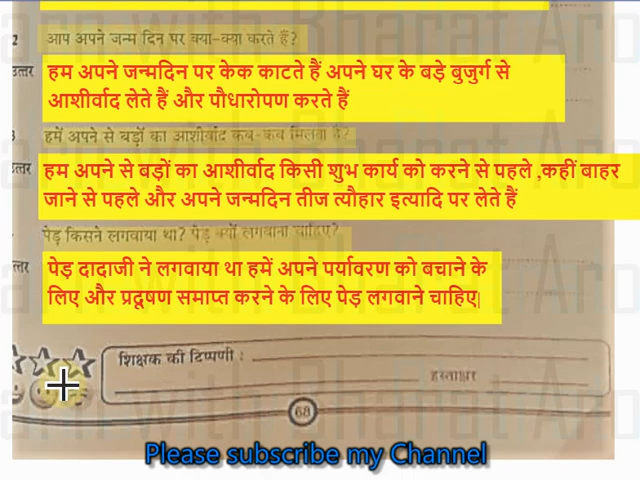 2 आप अपने जन्म दिन पर क्या-क्या करते हैं?
उत्तर हम अपने जन्मदिन पर केक काटते हैं अपने घर के बड़े बुजुर्ग से
आशीर्वाद लेते हैं और पौधारोपण करते हैं
3 हमें अपने से बड़ों का आशीर्वाद कब-कब मिलता है?
उत्तर हम अपने से बड़ों का आशीर्वाद किसी शुभ कार्य को करने से पहले ,कहीं बाहर
जाने से पहले और अपने जन्मदिन तीज त्यौहार इत्यादि पर लेते हैं
पेड़ किसने लगवाया था? पेड़ क्यों लगवाना चाहिए?
उत्तर पेड़ दादाजी ने लगवाया था हमें अपने पर्यावरण को बचाने के
लिए और प्रदूषण समाप्त करने के लिए पेड़ लगवाने चाहिए
शिक्षक की टिप्पणी :
हस्ताक्षर
68
Please subscribe my Channel